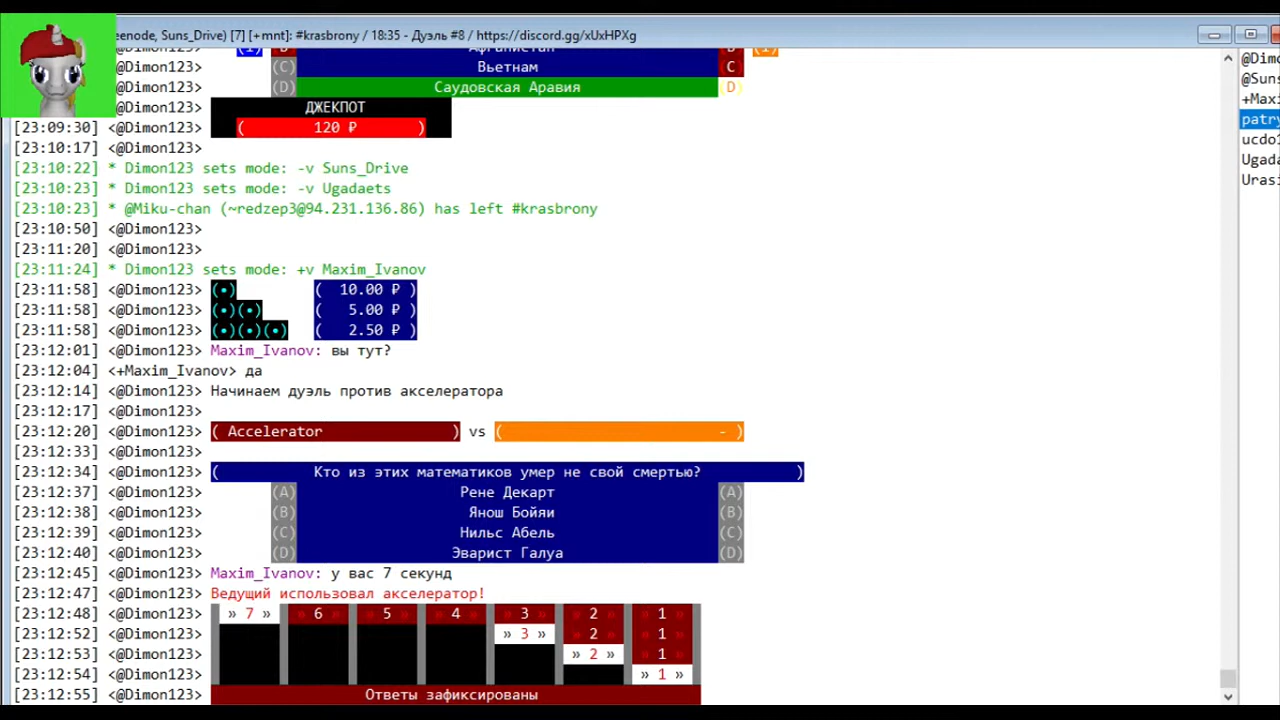 eenode, Suns_Drive) [7] [+mnt]: #krasbrony / 18:35 - Дуэль #8 / https://discord.gg/xUxHPXg
(1) B Афганистан B (1)
<@Dimon123> (C) Вьетнам C
<@Dimon123> (D) Саудовская Аравия (D)
<@Dimon123> ДЖЕКПОТ
[23:09:30] <@Dimon123> ( 120 ₽ )
[23:10:17] <@Dimon123>
[23:10:22] * Dimon123 sets mode: -v Suns_Drive
[23:10:23] * Dimon123 sets mode: -v Ugadaets
[23:10:23] * @Miku-chan (~redzep3@94.231.136.86) has left #krasbrony
[23:10:50] <@Dimon123>
[23:11:20] <@Dimon123>
[23:11:24] * Dimon123 sets mode: +v Maxim_Ivanov
[23:11:58] <@Dimon123> (•) ( 10.00 ₽ )
[23:11:58] <@Dimon123> (•)(•) ( 5.00 ₽ )
[23:11:58] <@Dimon123> (•)(•)(•) ( 2.50 ₽ )
[23:12:01] <@Dimon123> Maxim_Ivanov: вы тут?
[23:12:04] <+Maxim_Ivanov> да
[23:12:14] <@Dimon123> Начинаем дуэль против акселератора
[23:12:17] <@Dimon123>
[23:12:20] <@Dimon123> ( Accelerator ) vs ( - )
[23:12:33] <@Dimon123>
[23:12:34] <@Dimon123> ( Кто из этих математиков умер не свой смертью? )
[23:12:37] <@Dimon123> (A) Рене Декарт (A)
[23:12:38] <@Dimon123> (B) Янош Бойяи (B)
[23:12:39] <@Dimon123> (C) Нильс Абель (C)
[23:12:40] <@Dimon123> (D) Эварист Галуа (D)
[23:12:45] <@Dimon123> Maxim_Ivanov: у вас 7 секунд
[23:12:47] <@Dimon123> Ведущий использовал акселератор!
[23:12:48] <@Dimon123> » 7 » » 6 » » 5 » » 4 » » 3 » » 2 » » 1 »
[23:12:52] <@Dimon123> » 3 » » 2 » » 1 »
[23:12:53] <@Dimon123> » 2 » » 1 »
[23:12:54] <@Dimon123> » 1 »
[23:12:55] <@Dimon123> Ответы зафиксированы
@Dimo
@Suns
+Maxi
patry
ucdo1
Ugada
Urasi